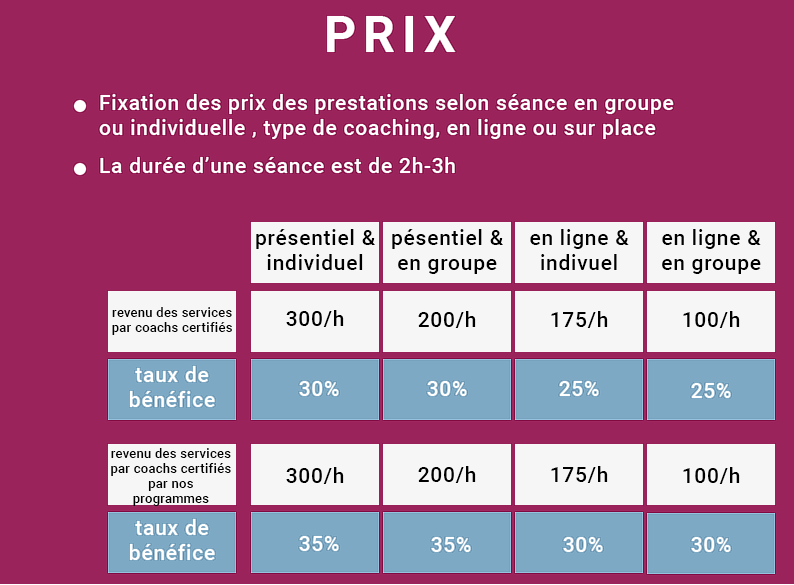 PRIX
● Fixation des prix des prestations selon séance en groupe
ou individuelle , type de coaching, en ligne ou sur place
● La durée d’une séance est de 2h-3h
présentiel & pésentiel & en ligne & en ligne &
individuel en groupe indivuel en groupe
revenu des services
par coachs certifiés
300/h 200/h 175/h 100/h
taux de
bénéfice
30% 30% 25% 25%
revenu des services
par coachs certifiés
par nos
programmes
300/h 200/h 175/h 100/h
taux de
bénéfice
35% 35% 30% 30%